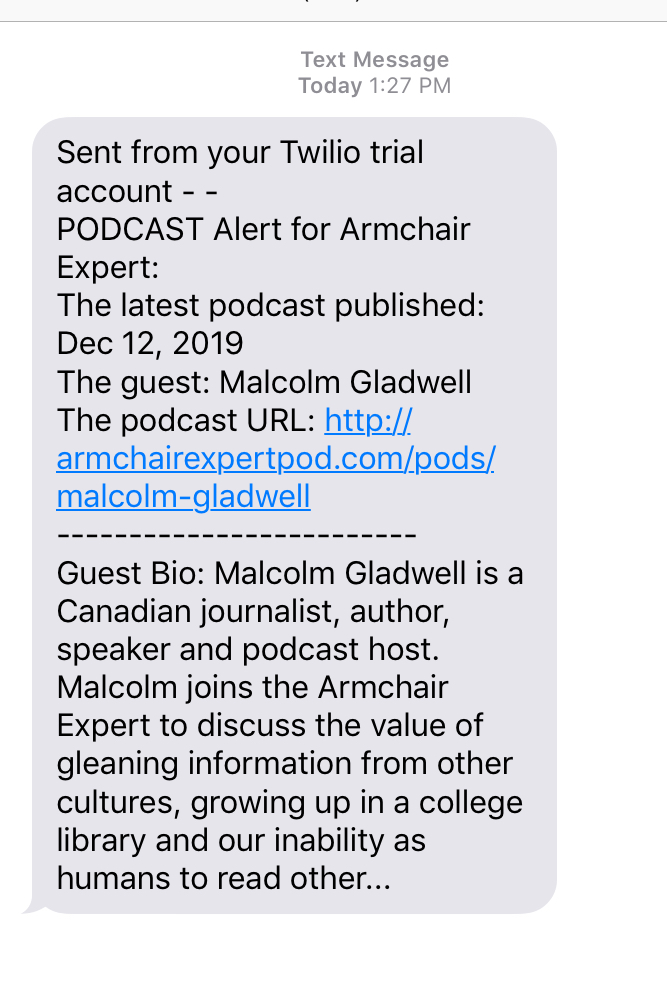 Text Message
Today 1:27 PM
Sent from your Twilio trial
account - -
PODCAST Alert for Armchair
Expert:
The latest podcast published:
Dec 12, 2019
The guest: Malcolm Gladwell
The podcast URL: http://
armchairexpertpod.com/pods/
malcolm-gladwell
-------------------------
Guest Bio: Malcolm Gladwell is a
Canadian journalist, author,
speaker and podcast host.
Malcolm joins the Armchair
Expert to discuss the value of
gleaning information from other
cultures, growing up in a college
library and our inability as
humans to read other...